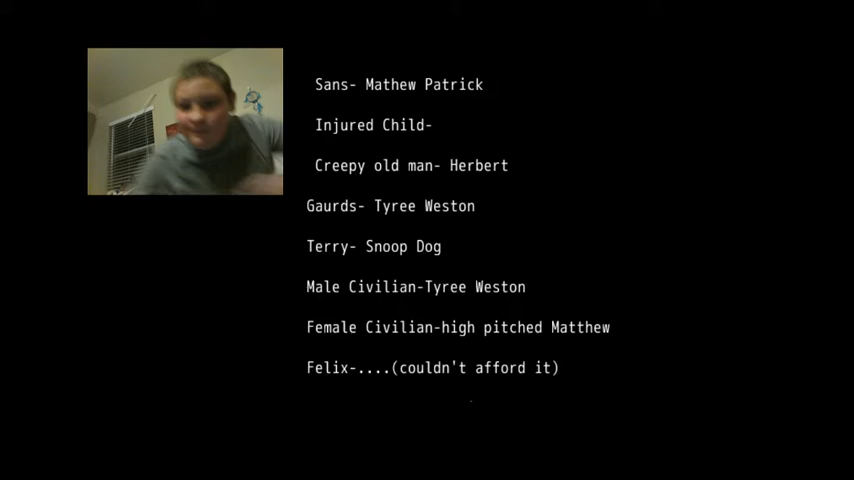 Sans- Mathew Patrick
Injured Child-
Creepy old man- Herbert
Gaurds- Tyree Weston
Terry- Snoop Dog
Male Civilian-Tyree Weston
Female Civilian-high pitched Matthew
Felix-....(couldn't afford it)